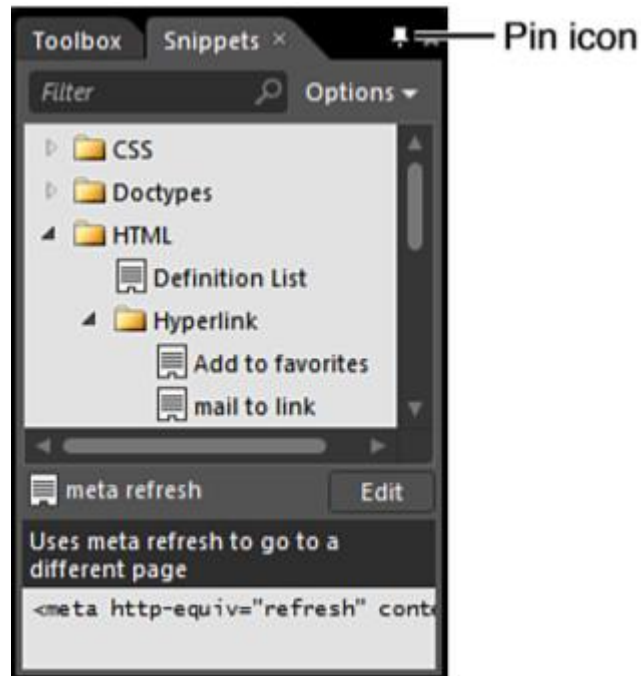 Toolbox Snippets × Pin icon
Filter Options
CSS
Doctypes
HTML
Definition List
Hyperlink
Add to favorites
mail to link
meta refresh Edit
Uses meta refresh to go to a
different page
<meta http-equiv="refresh" conte